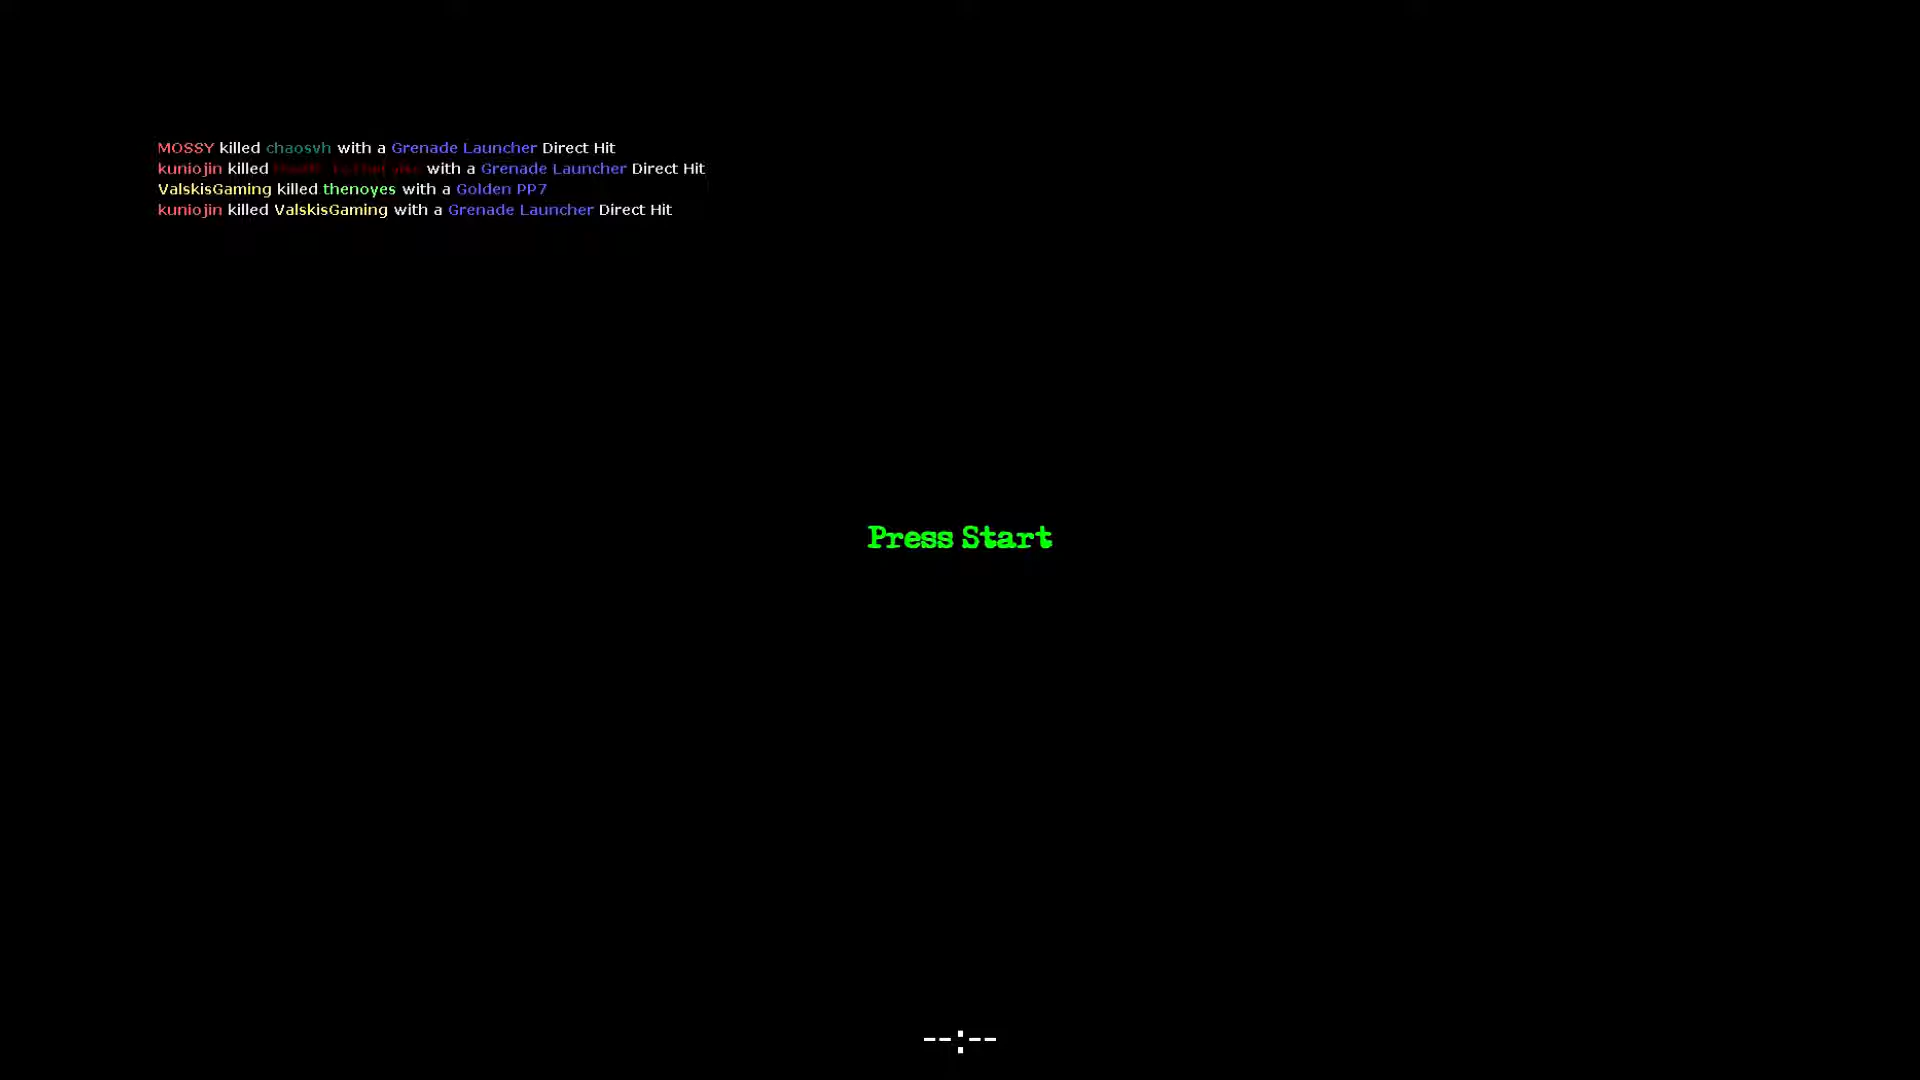 MOSSY killed chaosvh with a Grenade Launcher Direct Hit
kuniojin killed with a Grenade Launcher Direct Hit
ValskisGaming killed thenoyes with a Golden PP7
kuniojin killed ValskisGaming with a Grenade Launcher Direct Hit
Press Start
--:--